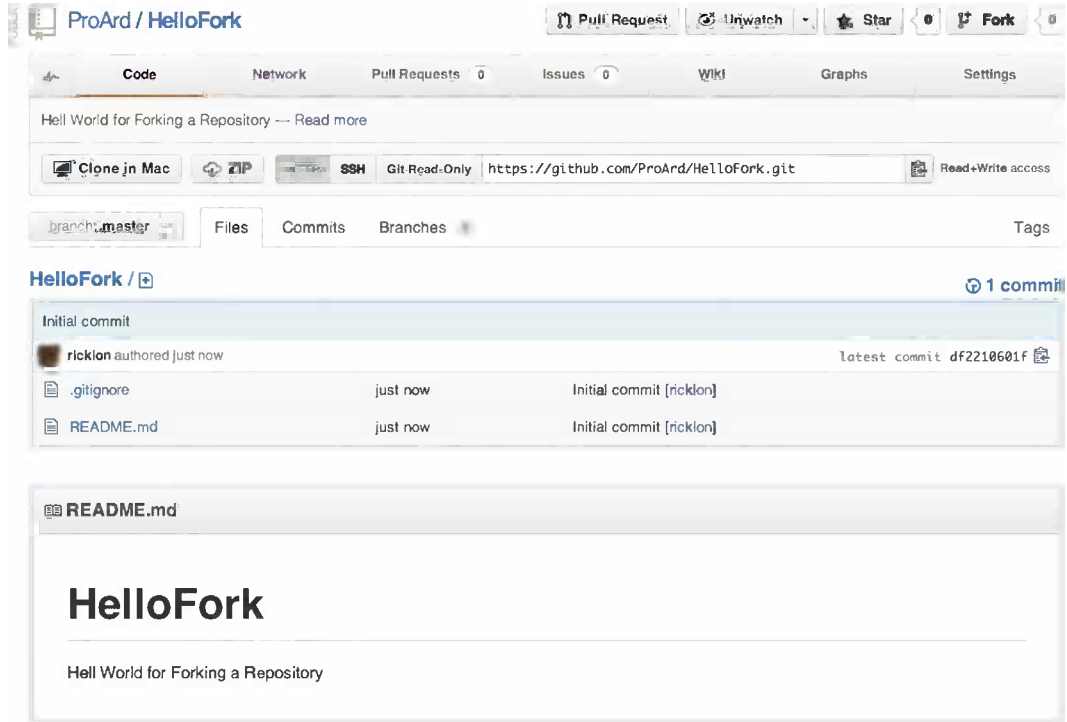 ProArd / HelloFork Pull Request Unwatch Star 0 Fork 0
Code Network Pull Requests 0 Issues 0 Wiki Graphs Settings
Hell World for Forking a Repository — Read more
Clone in Mac ZIP SSH Git Read-Only https://github.com/ProArd/HelloFork.git Read+Write access
branch: master Files Commits Branches Tags
HelloFork / 1 commit
Initial commit
ricklon authored just now latest commit df2210601f
.gitignore just now Initial commit [ricklon]
README.md just now Initial commit [ricklon]
README.md
HelloFork
Hell World for Forking a Repository